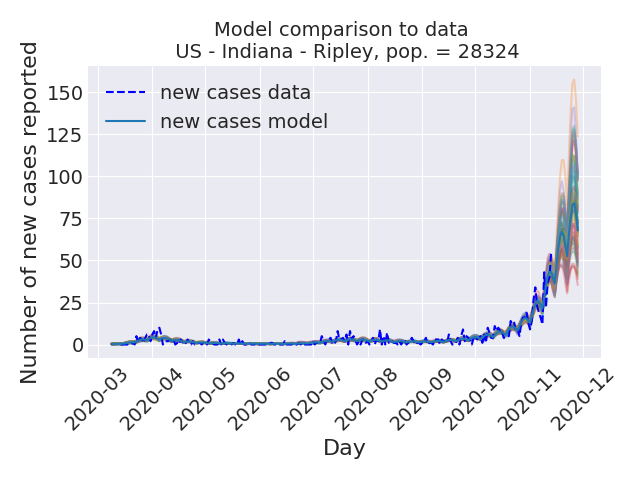 Model comparison to data
US - Indiana - Ripley, pop. = 28324
Number of new cases reported
new cases data
new cases model
150
125
100
75
50
25
0
2020-03
2020-04
2020-05
2020-06
2020-07
2020-08
2020-09
2020-10
2020-11
2020-12
Day